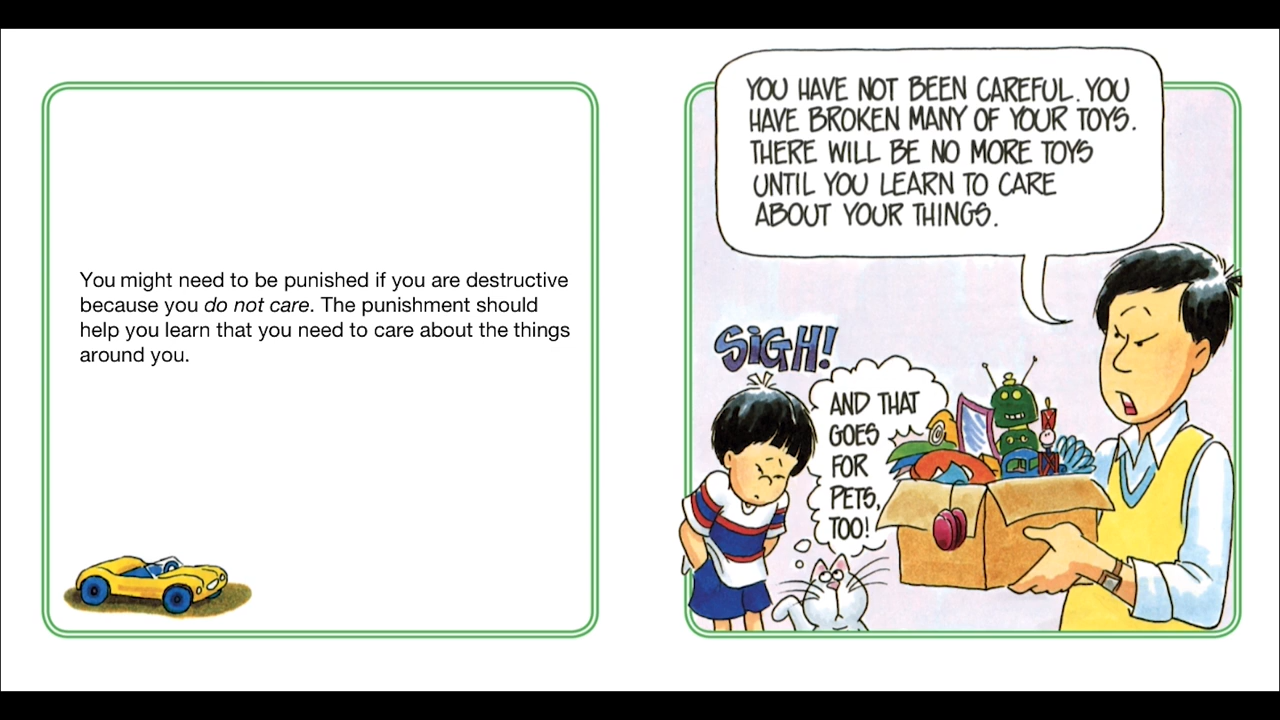 You might need to be punished if you are destructive
because you do not care. The punishment should
help you learn that you need to care about the things
around you.
YOU HAVE NOT BEEN CAREFUL. YOU
HAVE BROKEN MANY OF YOUR TOYS.
THERE WILL BE NO MORE TOYS
UNTIL YOU LEARN TO CARE
ABOUT YOUR THINGS.
SIGH!
AND THAT
GOES
FOR
PETS,
TOO!